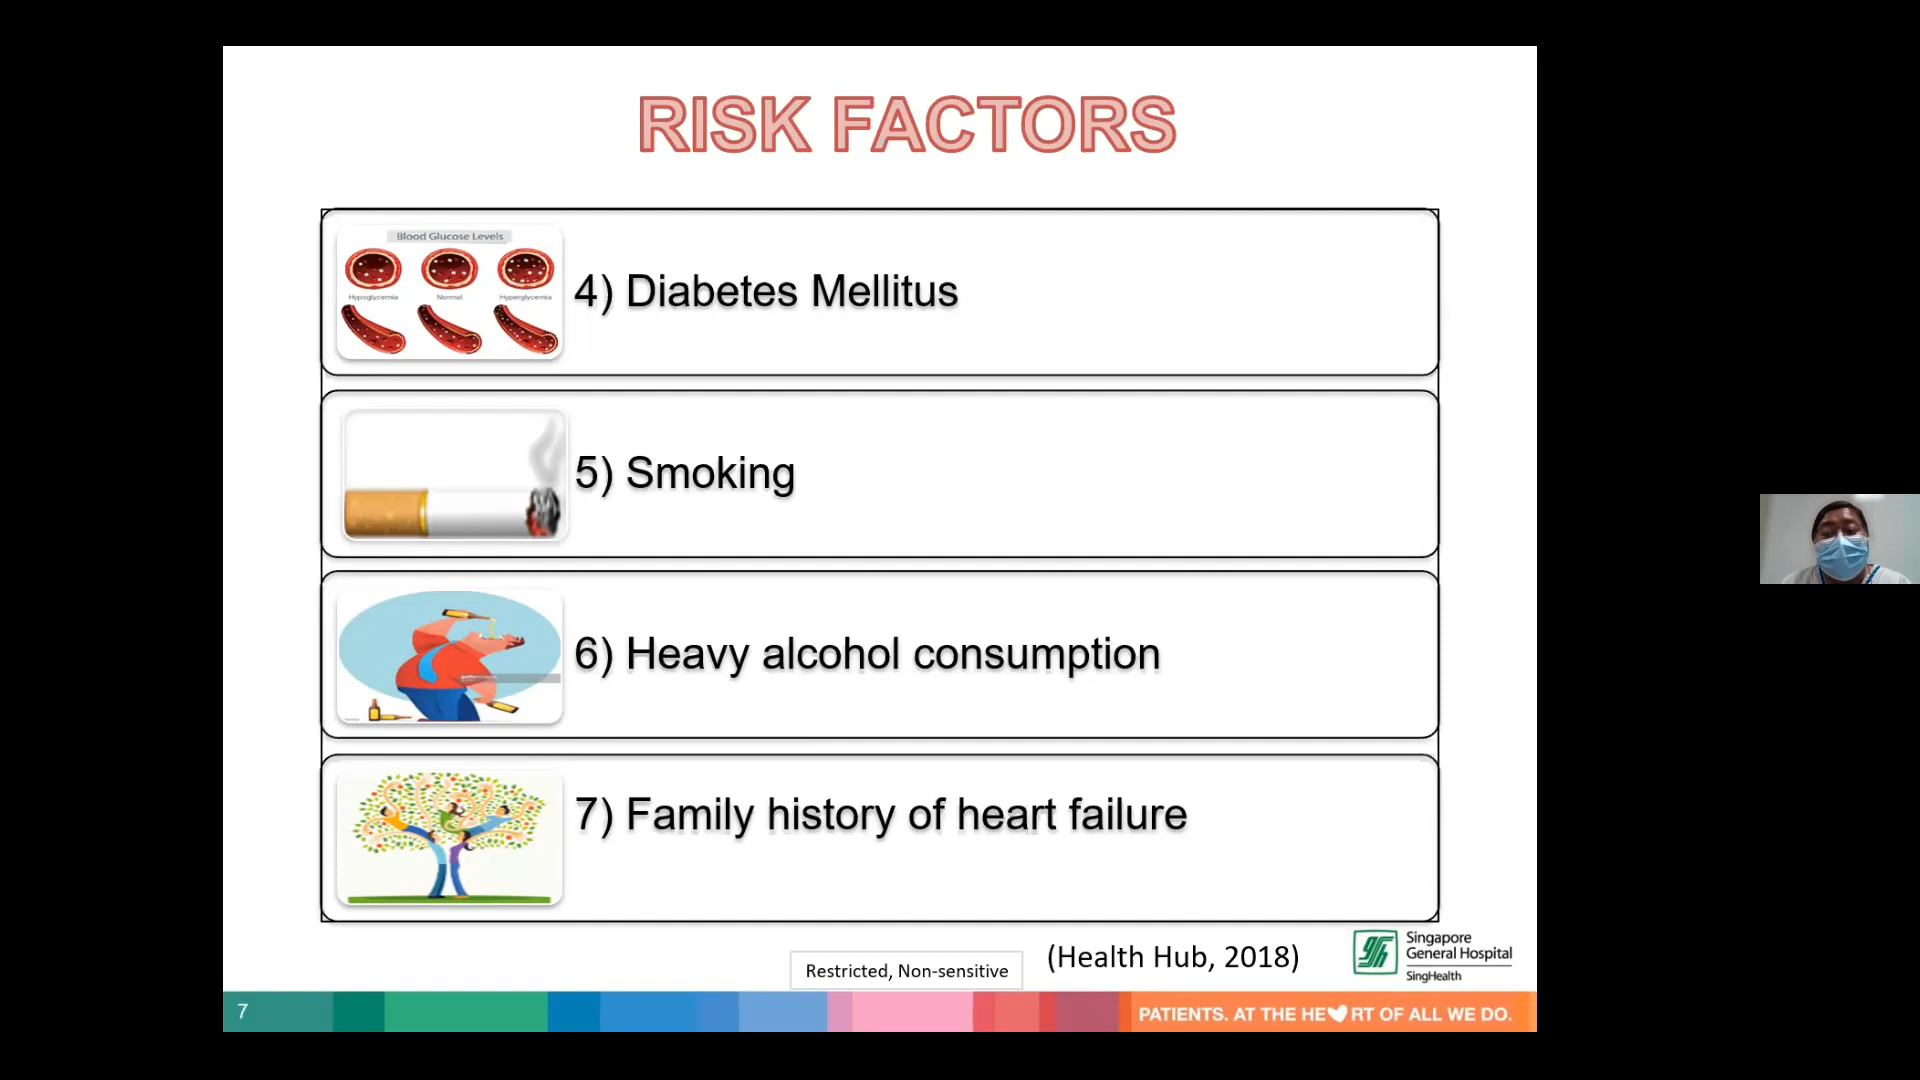 RISK FACTORS
Blood Glucose Levels
Hypoglycemia Normal Hyperglycemia
4) Diabetes Mellitus
5) Smoking
6) Heavy alcohol consumption
7) Family history of heart failure
(Health Hub, 2018)
Restricted, Non-sensitive
Singapore
General Hospital
SingHealth
7
PATIENTS. AT THE HE RT OF ALL WE DO.